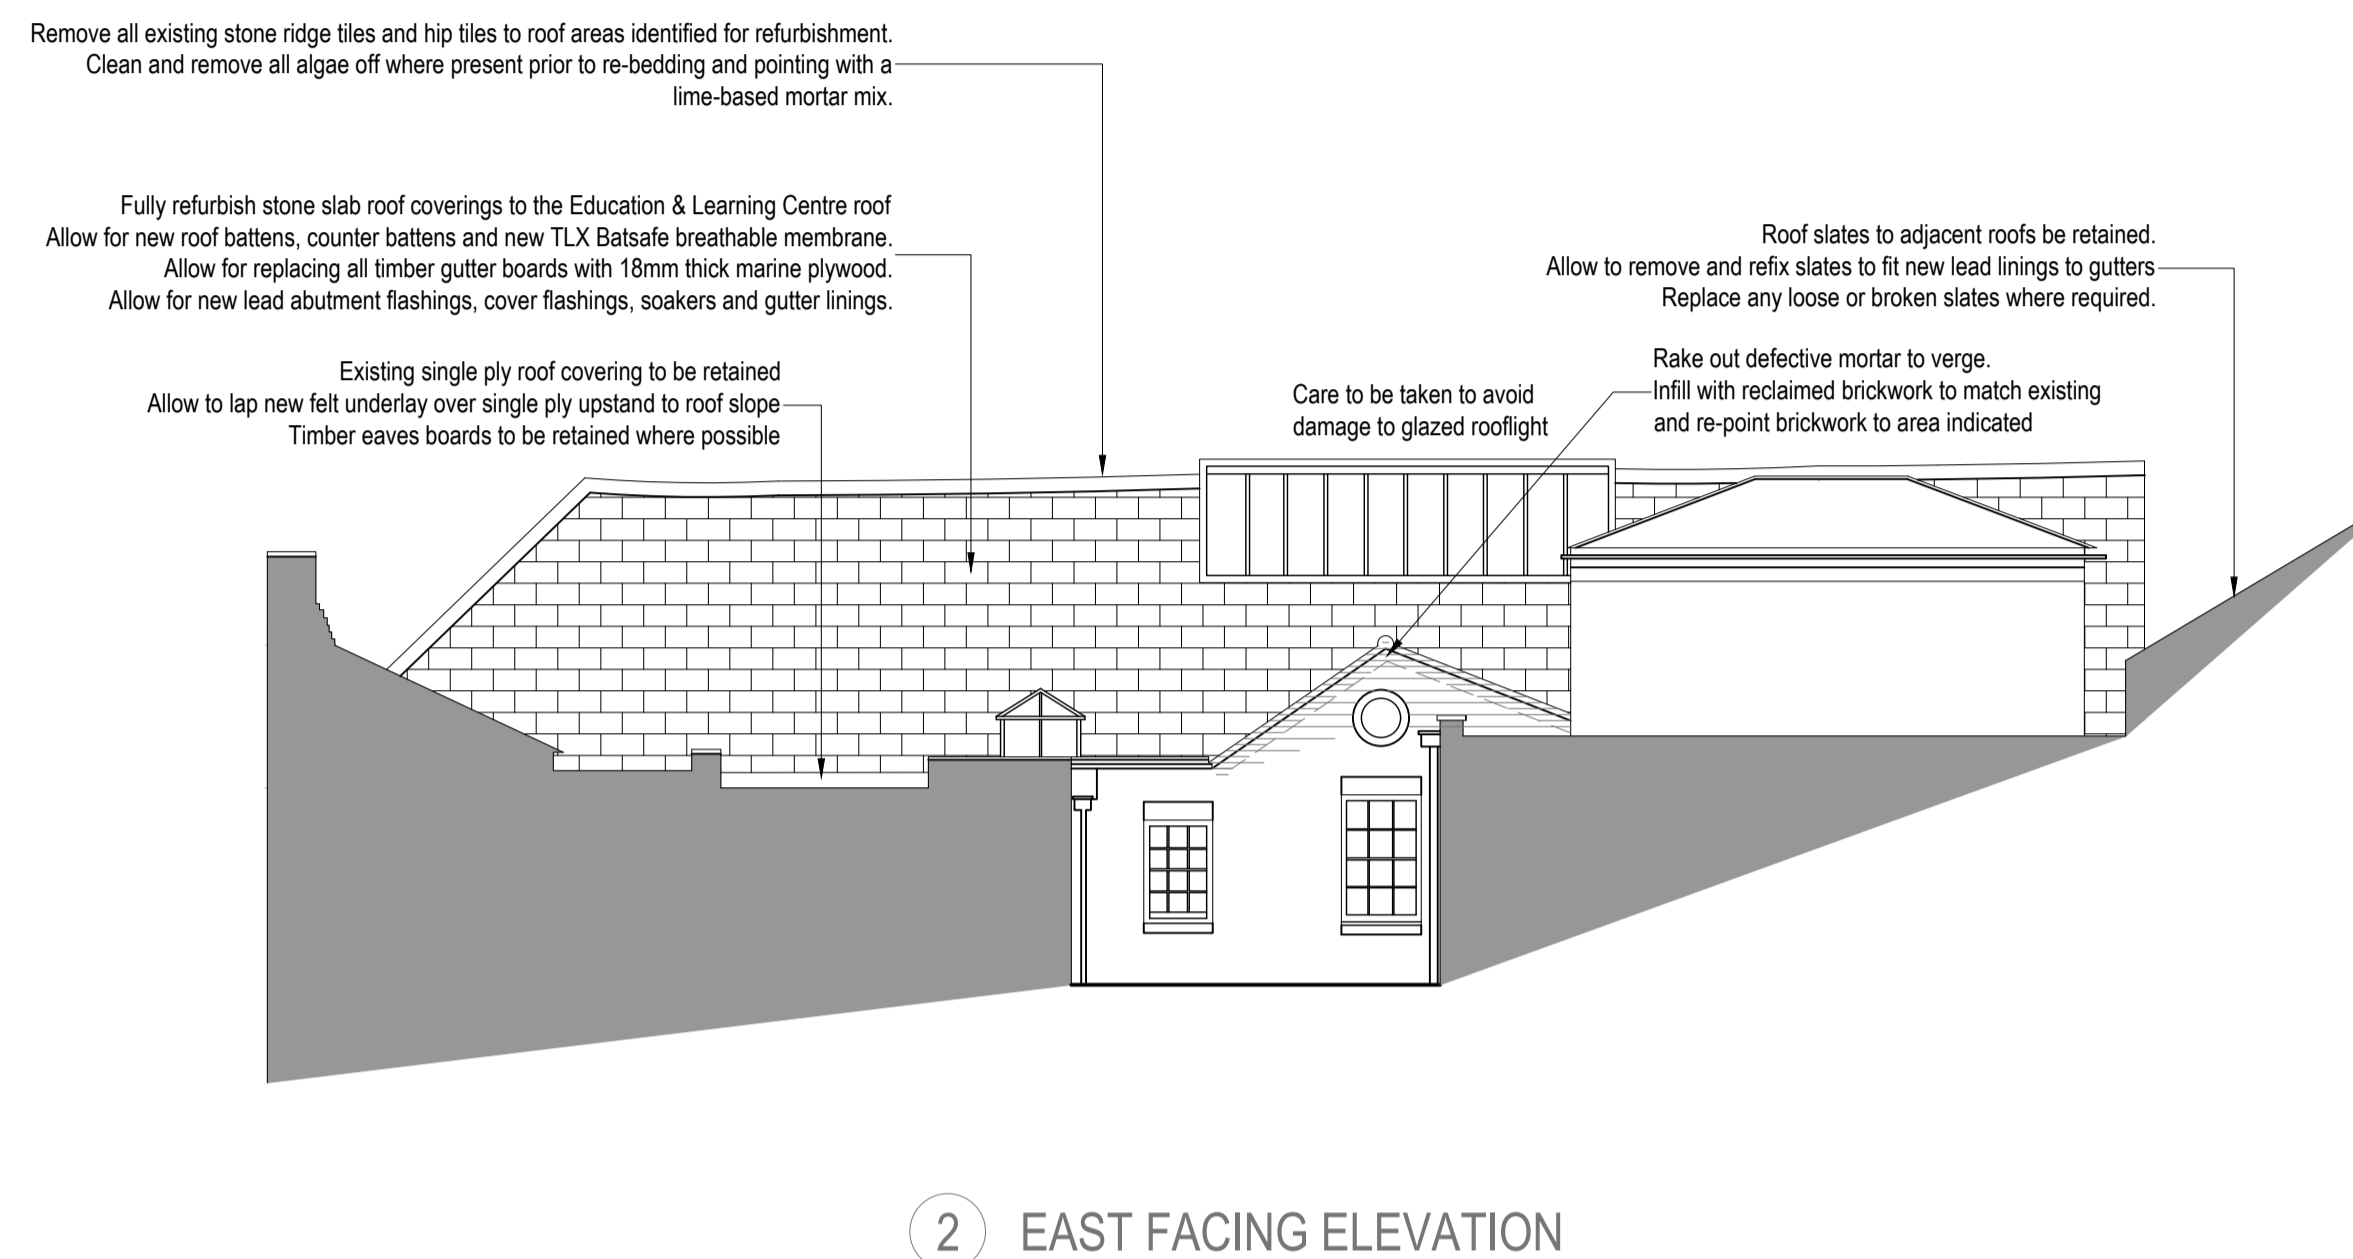 Remove all existing stone ridge tiles and hip tiles to roof areas identified for refurbishment.
Clean and remove all algae off where present prior to re-bedding and pointing with a
lime-based mortar mix.
Fully refurbish stone slab roof coverings to the Education & Learning Centre roof
Allow for new roof battens, counter battens and new TLX Batsafe breathable membrane.
Allow for replacing all timber gutter boards with 18mm thick marine plywood.
Allow for new lead abutment flashings, cover flashings, soakers and gutter linings.
Existing single ply roof covering to be retained
Allow to lap new felt underlay over single ply upstand to roof slope
Timber eaves boards to be retained where possible
Care to be taken to avoid
damage to glazed rooflight
Roof slates to adjacent roofs be retained.
Allow to remove and refix slates to fit new lead linings to gutters
Replace any loose or broken slates where required.
Rake out defective mortar to verge.
Infill with reclaimed brickwork to match existing
and re-point brickwork to area indicated
2 EAST FACING ELEVATION